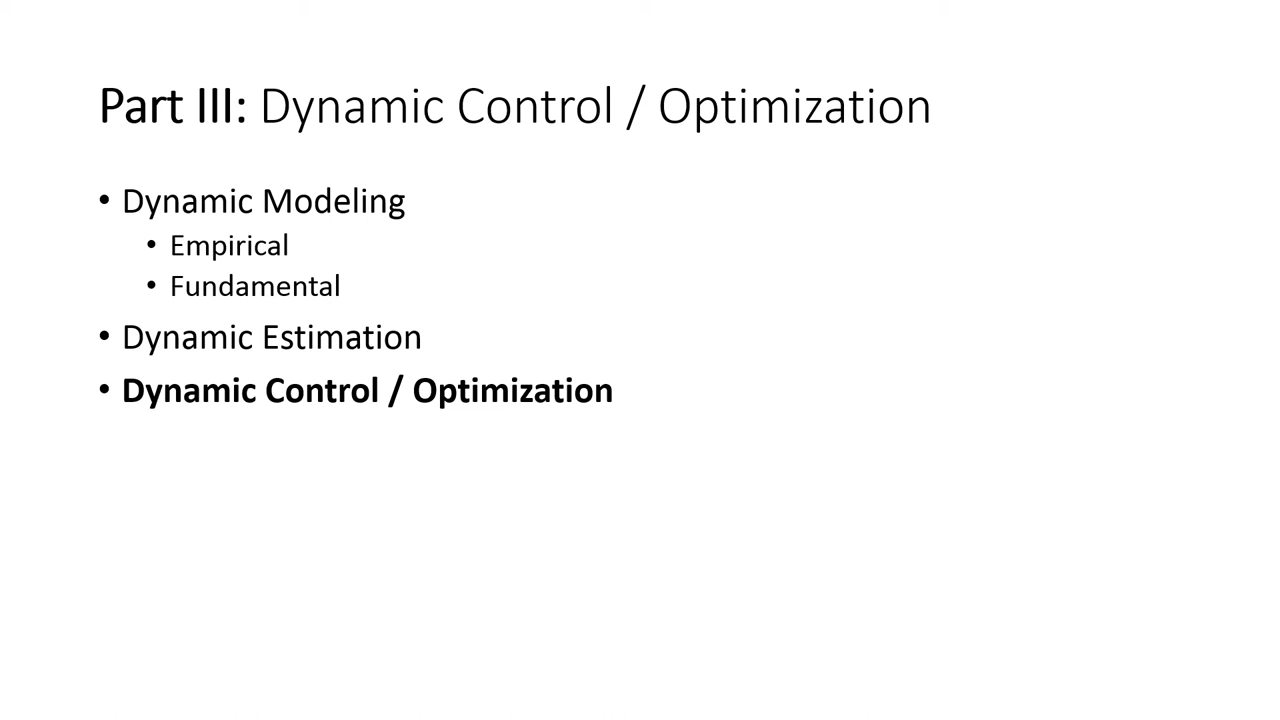 Part III: Dynamic Control / Optimization
• Dynamic Modeling
• Empirical
• Fundamental
• Dynamic Estimation
• Dynamic Control / Optimization